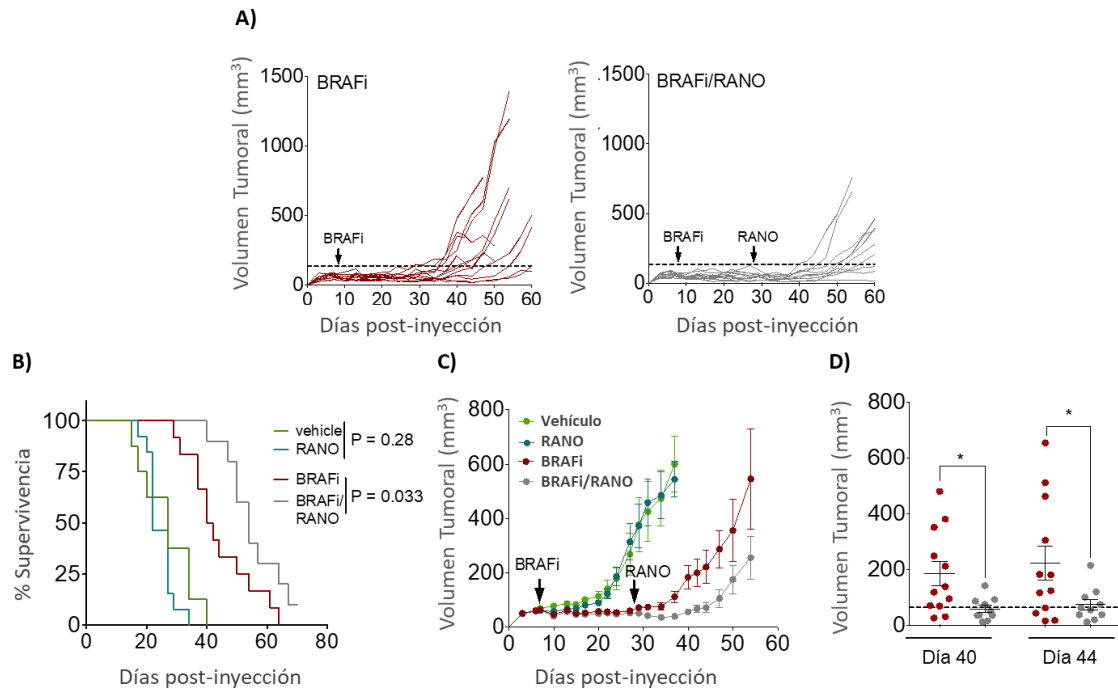 A)
Volumen Tumoral (mm³)
1500
1000
500
0
BRAFi
BRAFi
0 10 20 30 40 50 60
Días post-inyección
Volumen Tumoral (mm³)
1500
1000
500
0
BRAFi/RANO
BRAFi RANO
0 10 20 30 40 50 60
Días post-inyección
B)
% Supervivencia
100
75
50
25
0
vehicle
RANO
P = 0.28
BRAFi
BRAFi/
RANO
P = 0.033
0 20 40 60 80
Días post-inyección
C)
Volumen Tumoral (mm³)
800
600
400
200
0
Vehículo
RANO
BRAFi
BRAFi/RANO
BRAFi
RANO
0 10 20 30 40 50 60
Días post-inyección
D)
Volumen Tumoral (mm³)
800
600
400
200
0
*
*
Día 40 Día 44